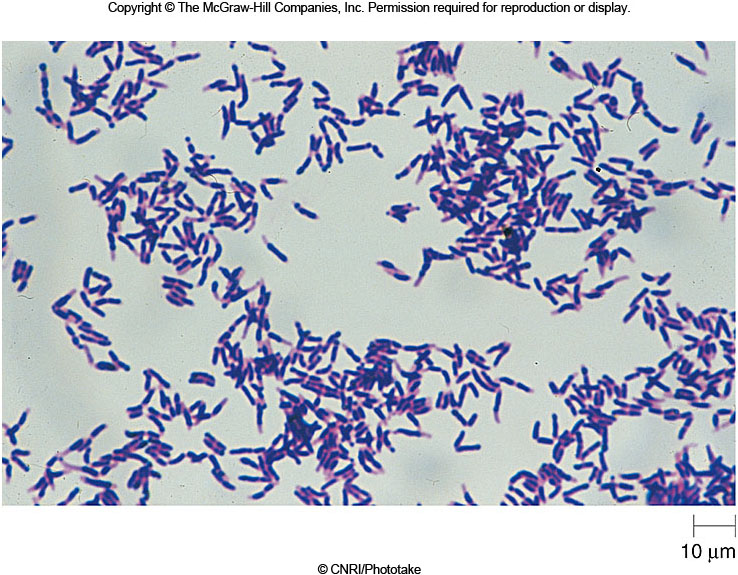 Copyright © The McGraw-Hill Companies, Inc. Permission required for reproduction or display.
10 µm
© CNRI/Phototake